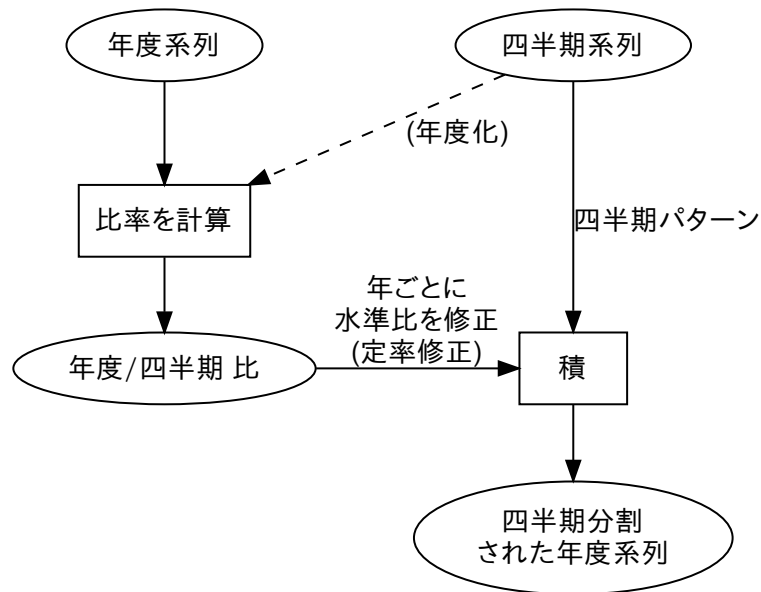 年度系列
四半期系列
(年度化)
比率を計算
四半期パターン
年ごとに
水準比を修正
(定率修正)
年度/四半期 比
積
四半期分割
された年度系列